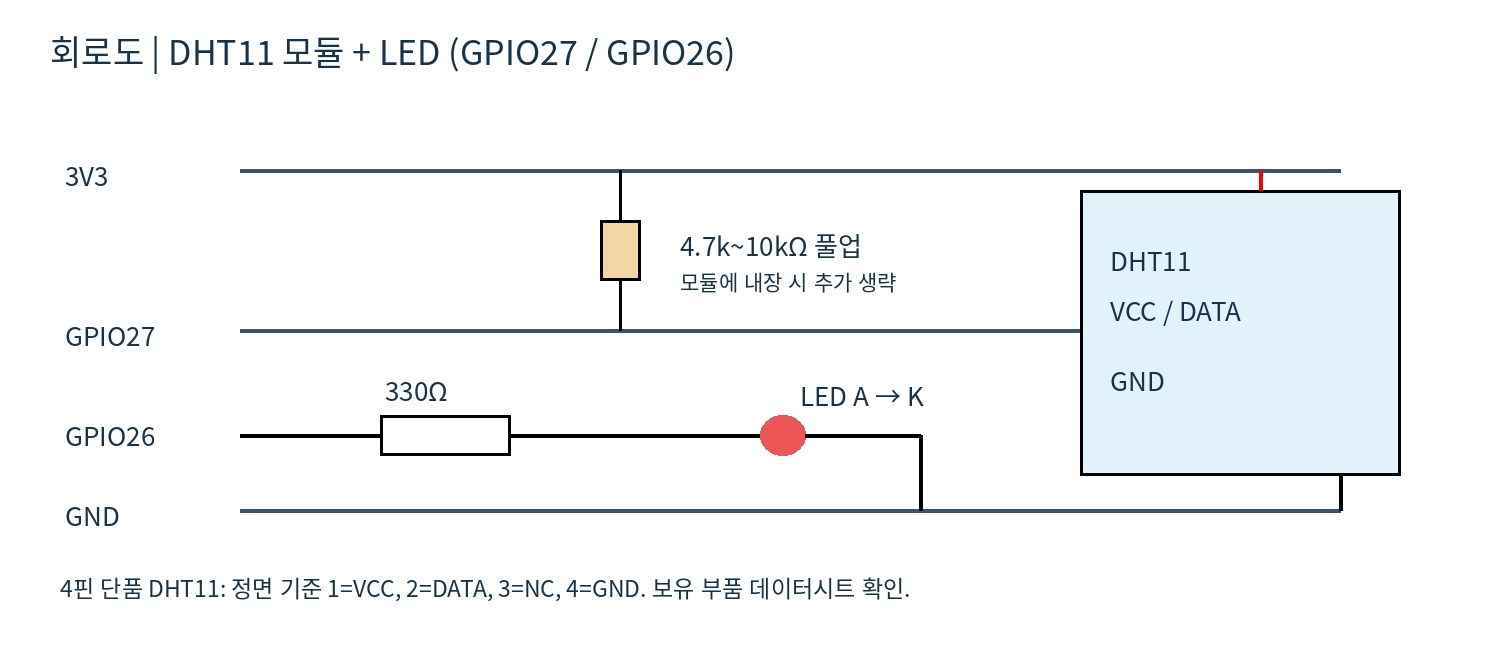 회로도 | DHT11 모듈 + LED (GPIO27 / GPIO26)
3V3
4.7k~10kΩ 풀업
모듈에 내장 시 추가 생략
DHT11
VCC / DATA
GPIO27
GND
330Ω
LED A → K
GPIO26
GND
4핀 단품 DHT11: 정면 기준 1=VCC, 2=DATA, 3=NC, 4=GND. 보유 부품 데이터시트 확인.